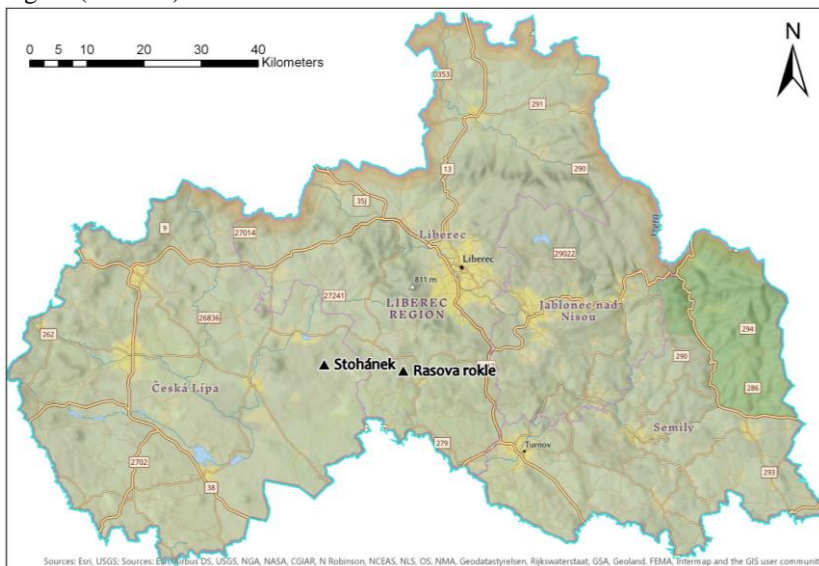 0 5 10 20 30 40
Kilometers
N
0353
291
13
290
35J
Jizera
9
27014
Liberec
Liberec
29022
811 m
27241
LIBEREC
REGION
Jablonec nad
Nisou
26836
262
294
290
Stohánek
Rasova rokle
286
Česká Lípa
Semily
279
Turnov
2702
38
293
Sources: Esri, USGS; Sources: Esri, Airbus DS, USGS, NGA, NASA, CGIAR, N Robinson, NCEAS, NLS, OS, NMA, Geodatastyrelsen, Rijkswaterstaat, GSA, Geoland, FEMA, Intermap and the GIS user communit